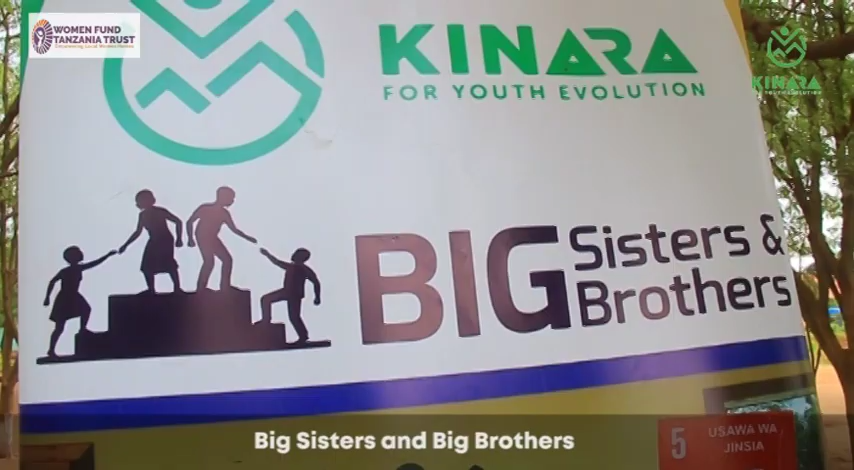 WOMEN FUND
TANZANIA TRUST
KINARA
FOR YOUTH EVOLUTION
KINARA
BIG
Sisters &
Brothers
Big Sisters and Big Brothers
5
USAWA WA
JINSIA